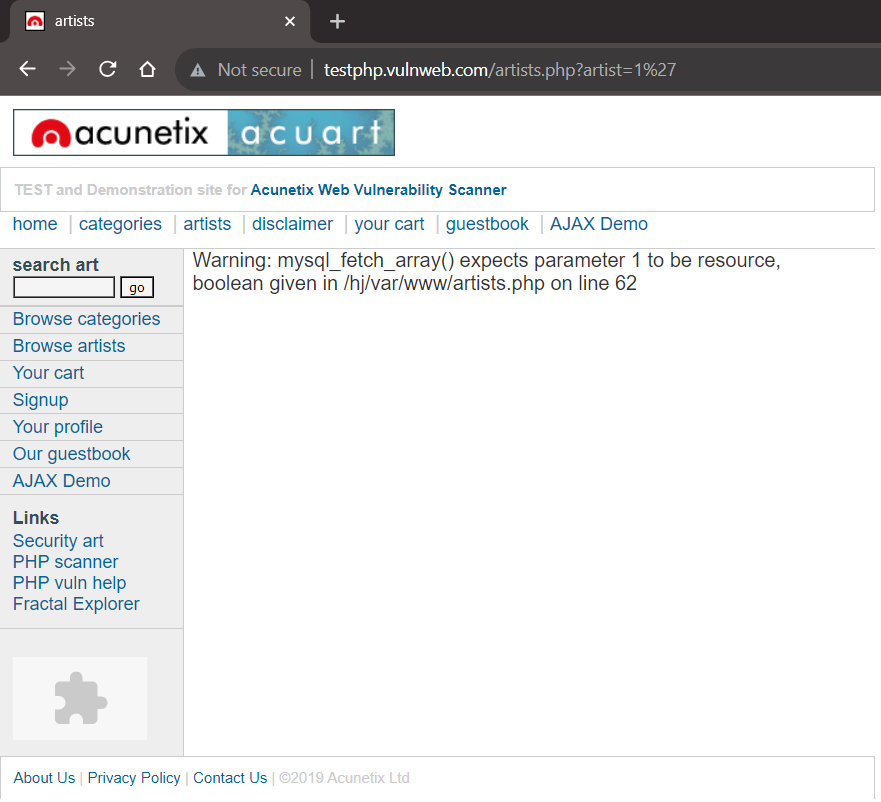 artists
Not secure | testphp.vulnweb.com/artists.php?artist=1%27
acunetix acuart
TEST and Demonstration site for Acunetix Web Vulnerability Scanner
home | categories | artists | disclaimer | your cart | guestbook | AJAX Demo
search art
go
Browse categories
Browse artists
Your cart
Signup
Your profile
Our guestbook
AJAX Demo
Links
Security art
PHP scanner
PHP vuln help
Fractal Explorer
Warning: mysql_fetch_array() expects parameter 1 to be resource,
boolean given in /hj/var/www/artists.php on line 62
About Us | Privacy Policy | Contact Us | ©2019 Acunetix Ltd